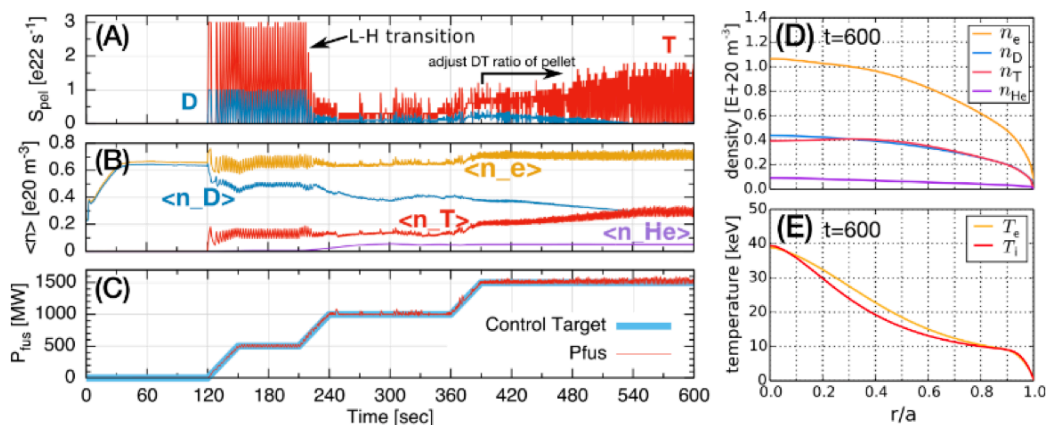 (A)
S_pel [e22 s⁻¹]
3
2
1
0
L-H transition
adjust DT ratio of pellet
T
D
(B)
<n> [e20 m⁻³]
0.8
0.6
0.4
0.2
0
<n_e>
<n_D>
<n_T>
<n_He>
(C)
P_fus [MW]
1500
1000
500
0
Control Target
Pfus
0 60 120 180 240 300 360 420 480 540 600
Time [sec]
(D) t=600
density [E+20 m⁻³]
1.4
1.2
1.0
0.8
0.6
0.4
0.2
0.0
n_e
n_D
n_T
n_He
(E) t=600
temperature [keV]
50
40
30
20
10
0
T_e
T_i
0.0 0.2 0.4 0.6 0.8 1.0
r/a